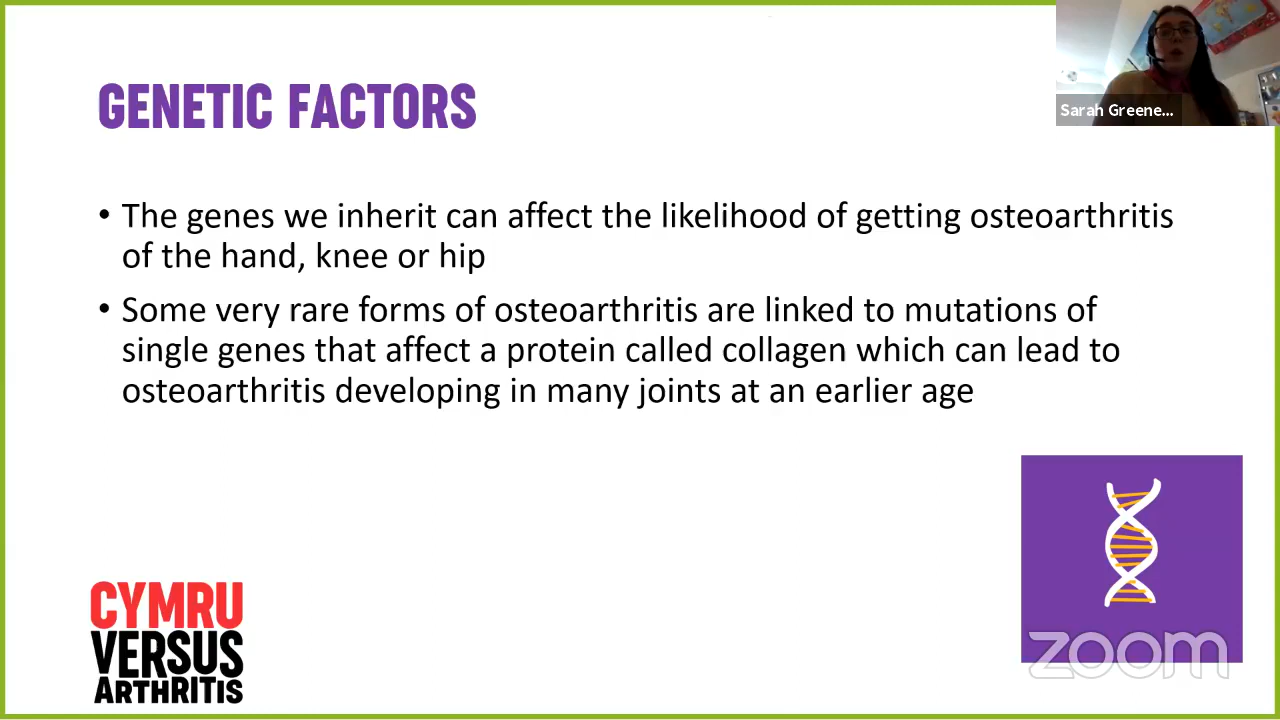 Sarah Greene...
GENETIC FACTORS
• The genes we inherit can affect the likelihood of getting osteoarthritis
of the hand, knee or hip
• Some very rare forms of osteoarthritis are linked to mutations of
single genes that affect a protein called collagen which can lead to
osteoarthritis developing in many joints at an earlier age
CYMRU
VERSUS
ARTHRITIS
zoom